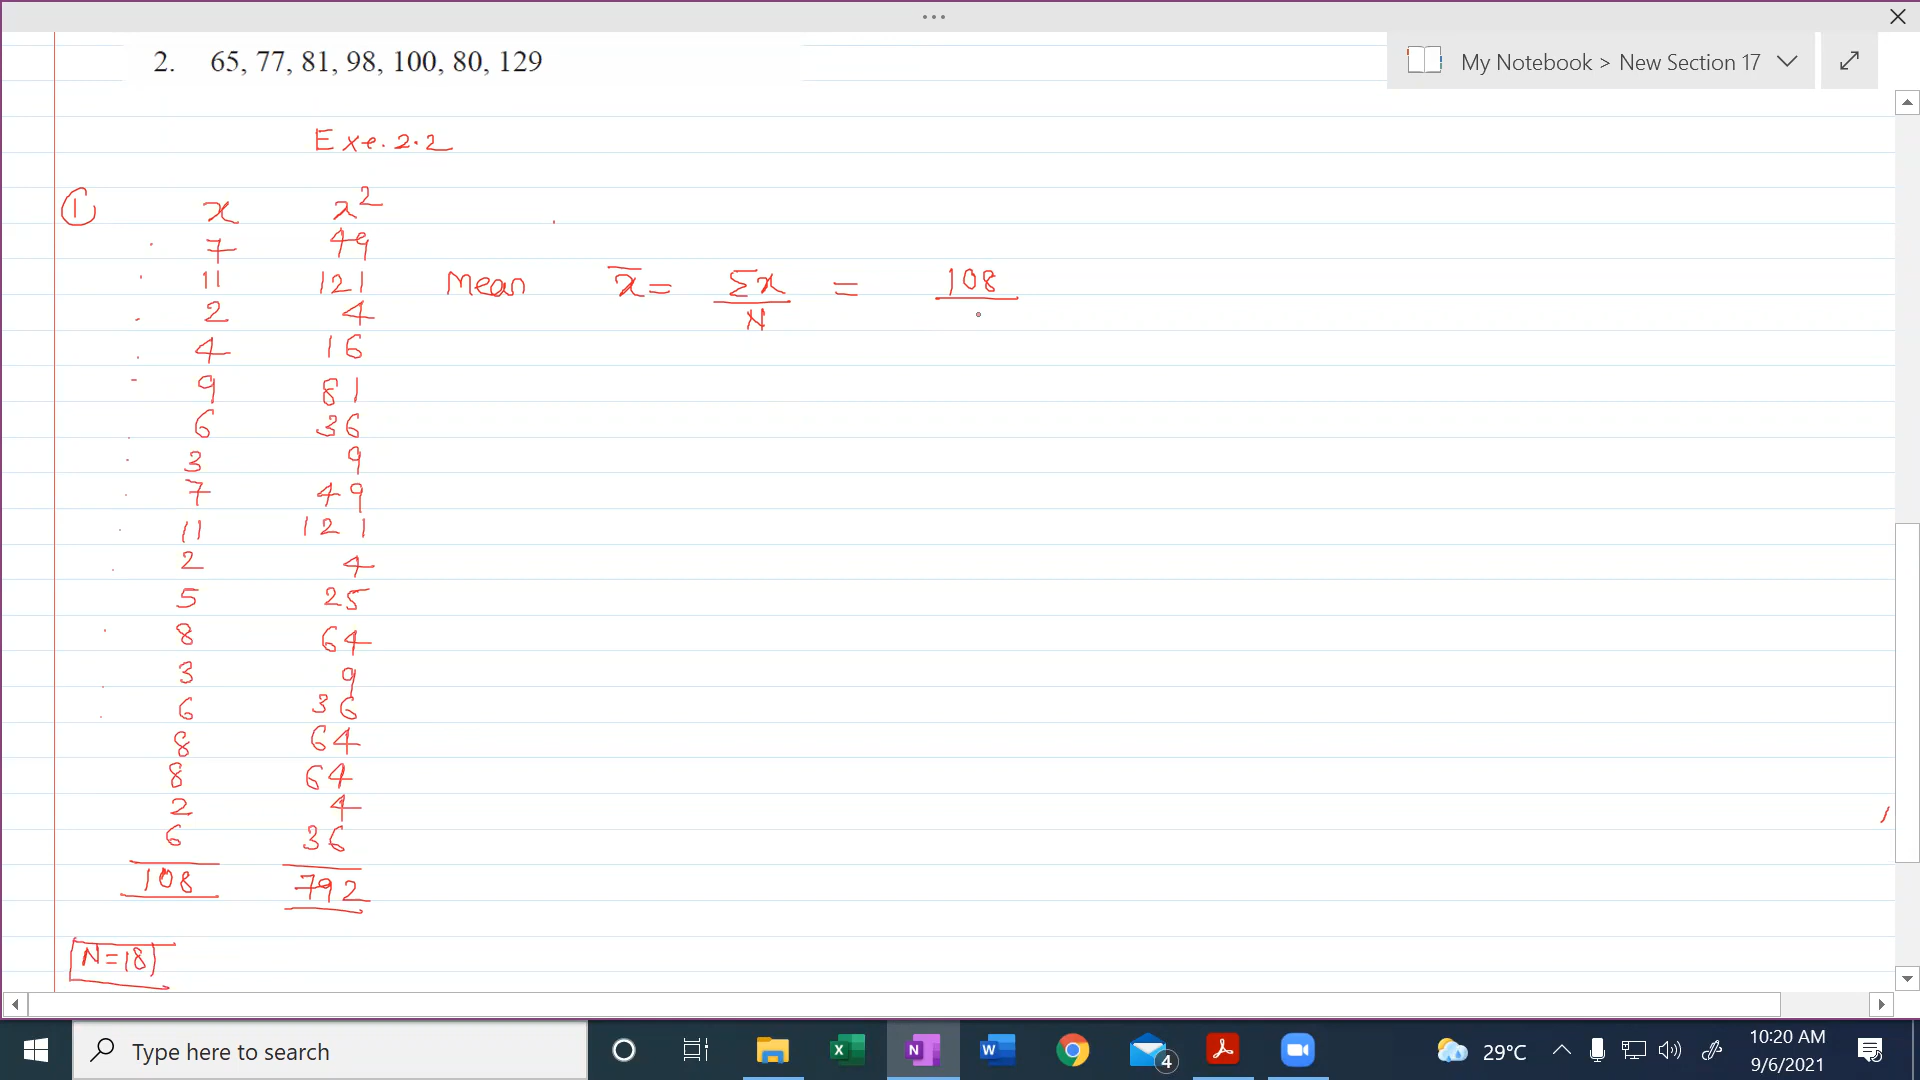 2. 65, 77, 81, 98, 100, 80, 129
My Notebook > New Section 17
Exe. 2.2
① x x²
7 49
11 121
Mean x̄ = Σx / N = 108
2 4
4 16
9 81
6 36
3 9
7 49
11 121
2 4
5 25
8 64
3 9
6 36
8 64
8 64
2 4
6 36
108 792
N=18
Type here to search
4
29°C
10:20 AM
9/6/2021